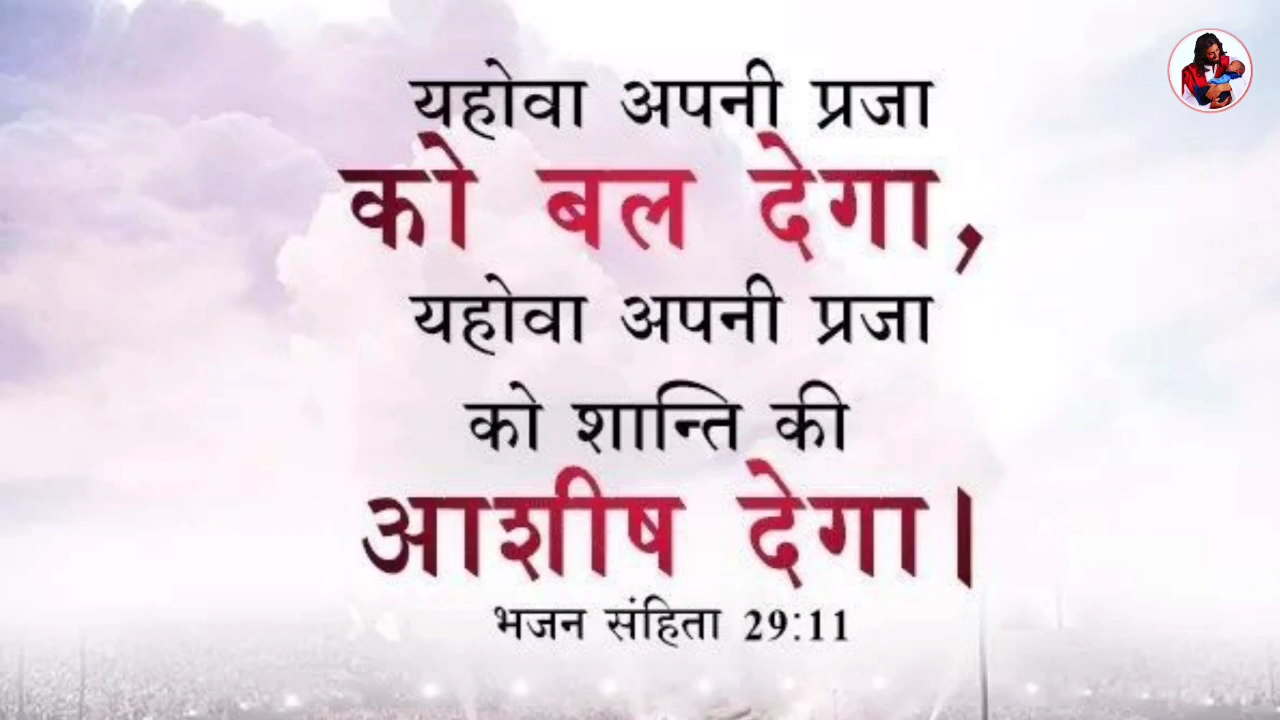 यहोवा अपनी प्रजा
को बल देगा,
यहोवा अपनी प्रजा
को शान्ति की
आशीष देगा।
भजन संहिता 29:11